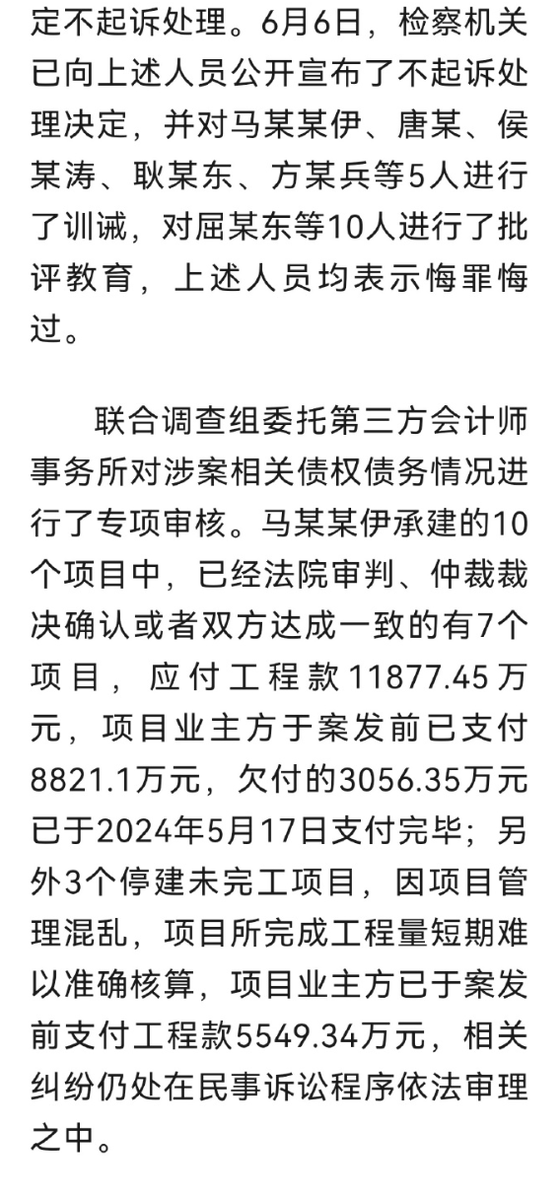 定不起诉处理。6月6日，检察机关
已向上述人员公开宣布了不起诉处
理决定，并对马某某伊、唐某、侯
某涛、耿某东、方某兵等5人进行
了训诫，对屈某东等10人进行了批
评教育，上述人员均表示悔罪悔
过。
联合调查组委托第三方会计师
事务所对涉案相关债权债务情况进
行了专项审核。马某某伊承建的10
个项目中，已经法院审判、仲裁裁
决确认或者双方达成一致的有7个
项目，应付工程款11877.45万
元，项目业主方于案发前已支付
8821.1万元，欠付的3056.35万元
已于2024年5月17日支付完毕；另
外3个停建未完工项目，因项目管
理混乱，项目所完成工程量短期难
以准确核算，项目业主方已于案发
前支付工程款5549.34万元，相关
纠纷仍处在民事诉讼程序依法审理
之中。